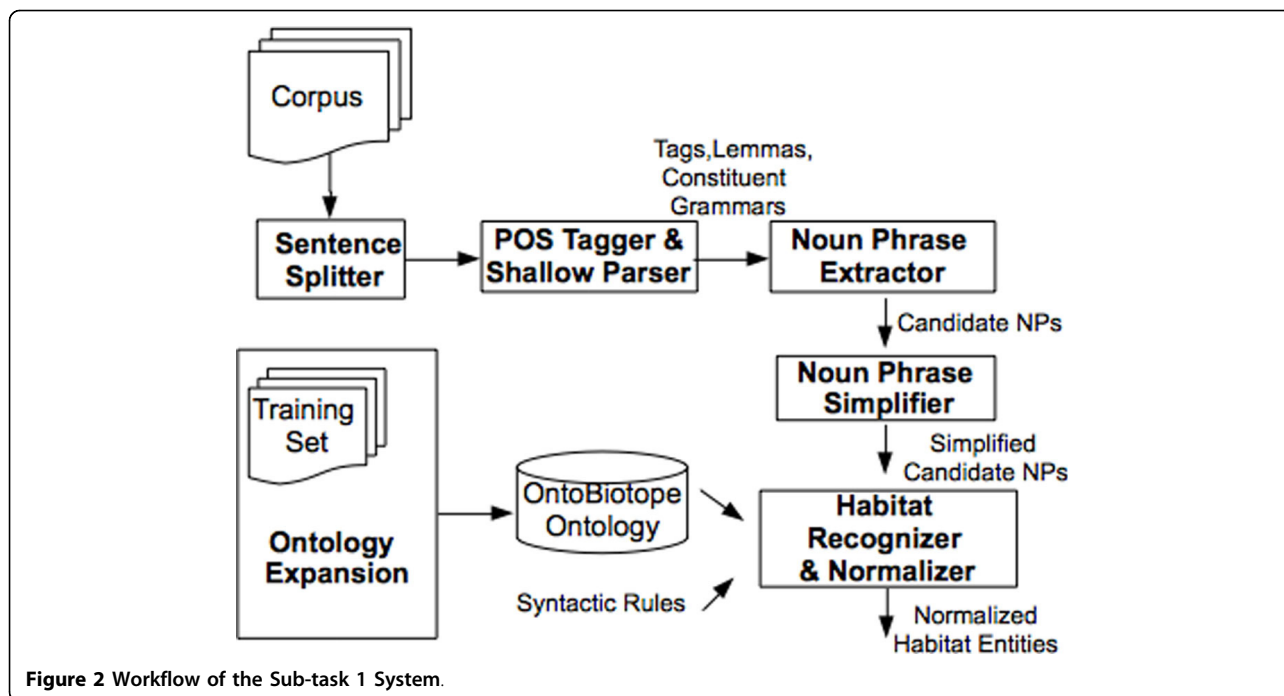 Corpus
Tags,Lemmas,
Constituent
Grammars
Sentence
Splitter
POS Tagger &
Shallow Parser
Noun Phrase
Extractor
Candidate NPs
Noun Phrase
Simplifier
Simplified
Candidate NPs
Training
Set
Ontology
Expansion
OntoBiotope
Ontology
Syntactic Rules
Habitat
Recognizer
& Normalizer
Normalized
Habitat Entities
Figure 2 Workflow of the Sub-task 1 System.